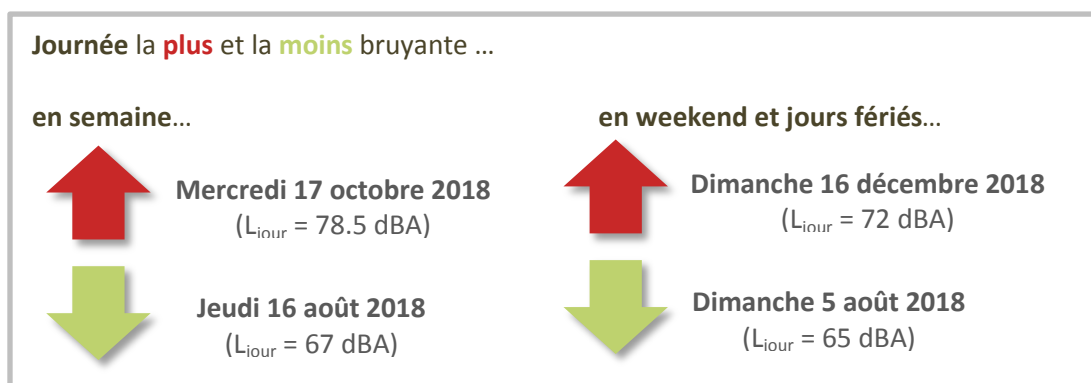 Journée la plus et la moins bruyante ...
en semaine...
Mercredi 17 octobre 2018
(Ljour = 78.5 dBA)
Jeudi 16 août 2018
(Ljour = 67 dBA)
en weekend et jours fériés...
Dimanche 16 décembre 2018
(Ljour = 72 dBA)
Dimanche 5 août 2018
(Ljour = 65 dBA)